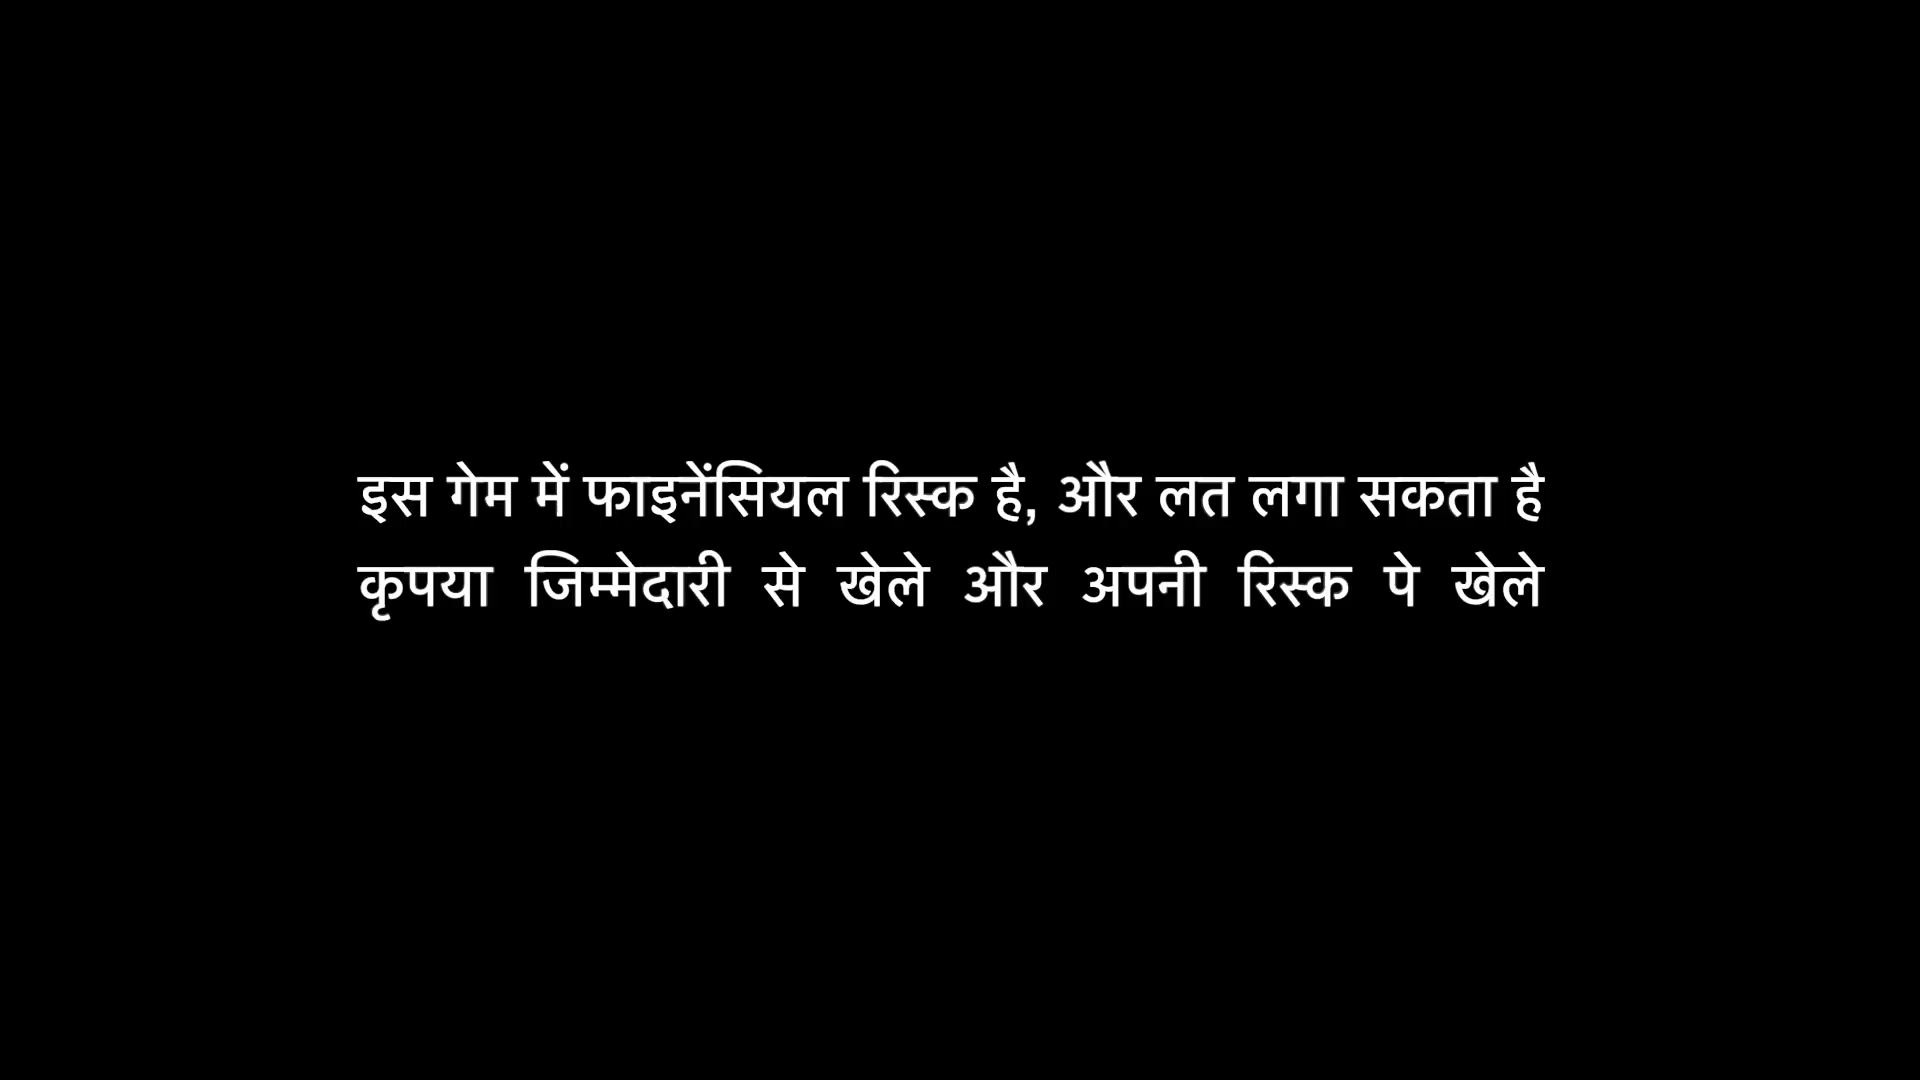 इस गेम में फाइनेंसियल रिस्क है, और लत लगा सकता है
कृपया जिम्मेदारी से खेले और अपनी रिस्क पे खेले